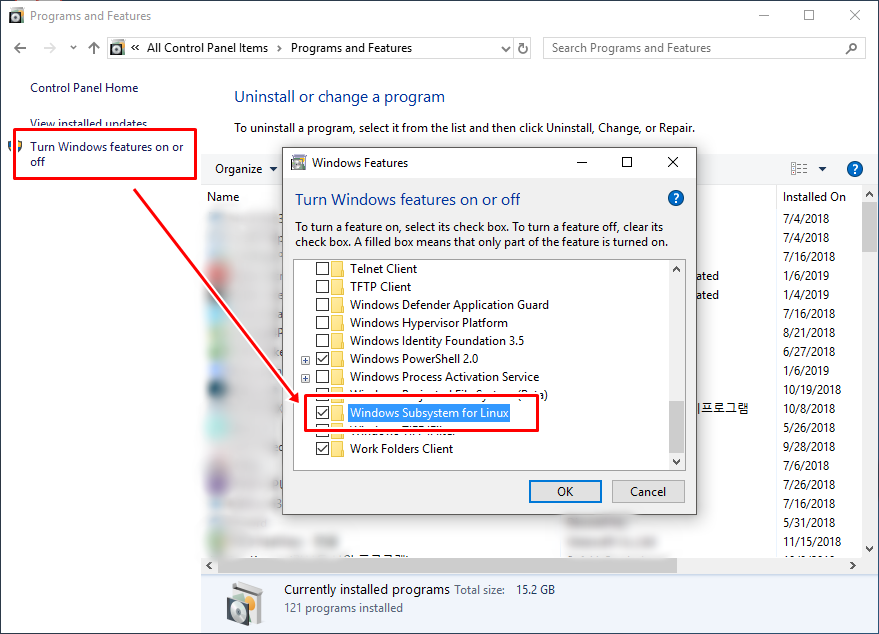 Programs and Features
« All Control Panel Items › Programs and Features
Search Programs and Features
Control Panel Home
View installed updates
Turn Windows features on or
off
Uninstall or change a program
To uninstall a program, select it from the list and then click Uninstall, Change, or Repair.
Organize
Name
Installed On
7/4/2018
7/4/2018
7/16/2018
1/6/2019
1/4/2019
7/16/2018
8/21/2018
6/27/2018
1/6/2019
10/19/2018
10/8/2018
5/26/2018
9/28/2018
7/6/2018
7/26/2018
7/16/2018
5/31/2018
11/15/2018
ated
ated
프로그램
Windows Features
Turn Windows features on or off
To turn a feature on, select its check box. To turn a feature off, clear its
check box. A filled box means that only part of the feature is turned on.
Telnet Client
TFTP Client
Windows Defender Application Guard
Windows Hypervisor Platform
Windows Identity Foundation 3.5
Windows PowerShell 2.0
Windows Process Activation Service
Windows Projected File System (Beta)
Windows Subsystem for Linux
Windows TIFF IFilter
Work Folders Client
OK
Cancel
Currently installed programs Total size: 15.2 GB
121 programs installed